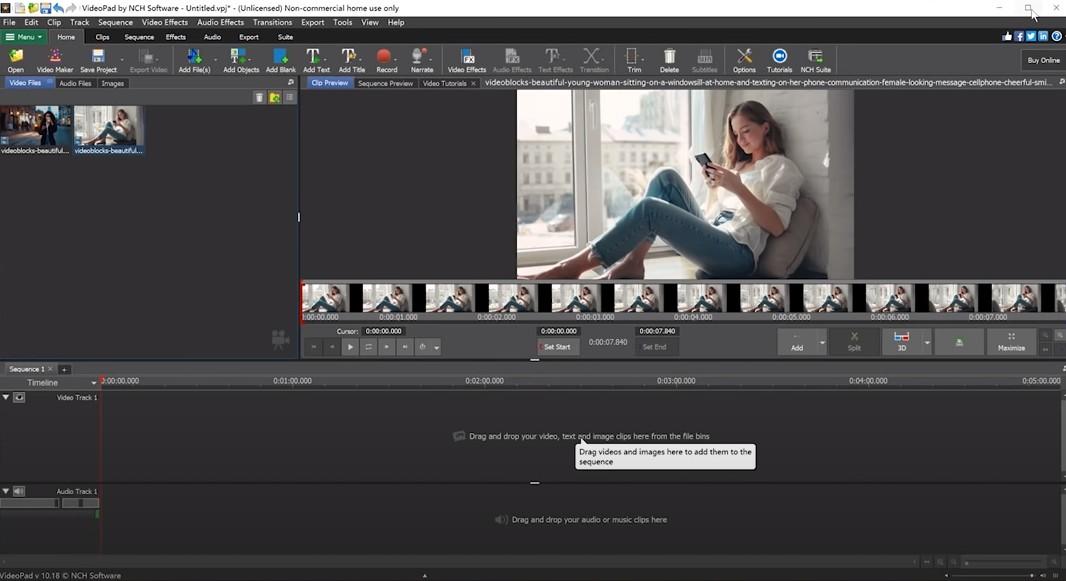 VideoPad by NCH Software - Untitled.vpj* - (Unlicensed) Non-commercial home use only
File Edit Clip Track Sequence Video Effects Audio Effects Transitions Export Tools View Help
Menu Home Clips Sequence Effects Audio Export Suite
Open Video Maker Save Project Export Video Add File(s) Add Objects Add Blank Add Text Add Title Record Narrate Video Effects Audio Effects Text Effects Transition Trim Delete Subtitles Options Tutorials NCH Suite Buy Online
Video Files Audio Files Images
Clip Preview Sequence Preview Video Tutorials videoblocks-beautiful-young-woman-sitting-on-a-windowsill-at-home-and-texting-on-her-phone-communication-female-looking-message-cellphone-cheerful-smi...
videoblocks-beautiful... videoblocks-beautiful...
0:00:00.000 0:00:01.000 0:00:02.000 0:00:03.000 0:00:04.000 0:00:05.000 0:00:06.000 0:00:07.000
Cursor: 0:00:00.000 0:00:00.000 0:00:07.840
Set Start 0:00:07.840 Set End
Add Split 3D Maximize
Sequence 1
Timeline 0:00:00.000 0:01:00.000 0:02:00.000 0:03:00.000 0:04:00.000 0:05:00.000
Video Track 1
Drag and drop your video, text and image clips here from the file bins
Drag videos and images here to add them to the
sequence
Audio Track 1
Drag and drop your audio or music clips here
VideoPad v 10.18 © NCH Software